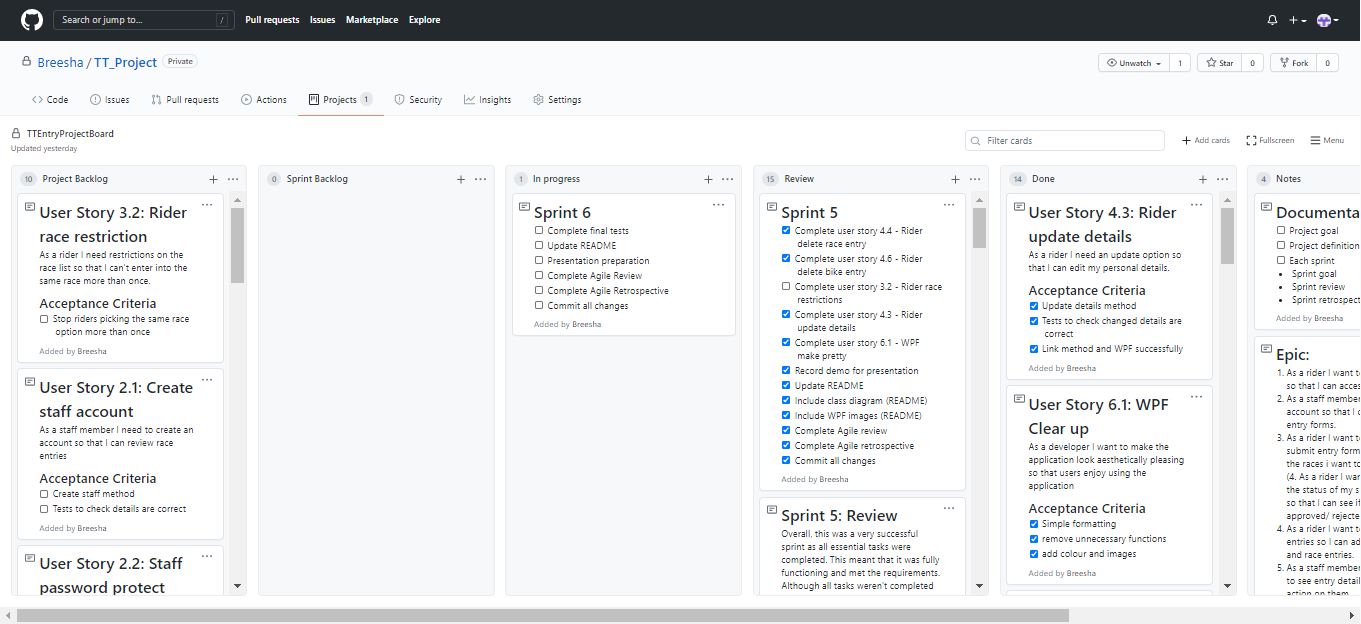 Search or jump to... /
Pull requests Issues Marketplace Explore
Breesha / TT_Project Private
Unwatch 1 Star 0 Fork 0
Code Issues Pull requests Actions Projects 1 Security Insights Settings
TTEntryProjectBoard
Updated yesterday
Filter cards
Add cards Fullscreen Menu
10 Project Backlog
User Story 3.2: Rider
race restriction
As a rider I need restrictions on the
race list so that I can't enter into the
same race more than once.
Acceptance Criteria
Stop riders picking the same race
option more than once
Added by Breesha
User Story 2.1: Create
staff account
As a staff member I need to create an
account so that I can review race
entries
Acceptance Criteria
Create staff method
Tests to check details are correct
Added by Breesha
User Story 2.2: Staff
password protect
0 Sprint Backlog
1 In progress
Sprint 6
Complete final tests
Update README
Presentation preparation
Complete Agile Review
Complete Agile Retrospective
Commit all changes
Added by Breesha
15 Review
Sprint 5
Complete user story 4.4 - Rider
delete race entry
Complete user story 4.6 - Rider
delete bike entry
Complete user story 3.2 - Rider race
restrictions
Complete user story 4.3 - Rider
update details
Complete user story 6.1 - WPF
make pretty
Record demo for presentation
Update README
Include class diagram (README)
Include WPF images (README)
Complete Agile review
Complete Agile retrospective
Commit all changes
Added by Breesha
Sprint 5: Review
Overall, this was a very successful
sprint as all essential tasks were
completed. This meant that it was fully
functioning and met the requirements.
Although all tasks weren't completed
14 Done
User Story 4.3: Rider
update details
As a rider I need an update option so
that I can edit my personal details.
Acceptance Criteria
Update details method
Tests to check changed details are
correct
Link method and WPF successfully
Added by Breesha
User Story 6.1: WPF
Clear up
As a developer I want to make the
application look aesthetically pleasing
so that users enjoy using the
application
Acceptance Criteria
Simple formatting
remove unnecessary functions
add colour and images
Added by Breesha
4 Notes
Documenta
Project goal
Project definition
Each sprint
Sprint goal
Sprint review
Sprint retrospect
Added by Breesha
Epic:
1. As a rider I want t
so that I can acces
2. As a staff member
account so that I c
entry forms.
3. As a rider I want t
submit entry form
the races i want to
(4. As a rider I war
the status of my s
so that I can see if
approved/ rejecte
4. As a rider I want t
entries so I can ad
and race entries.
5. As a staff member
to see entry detail
action on them